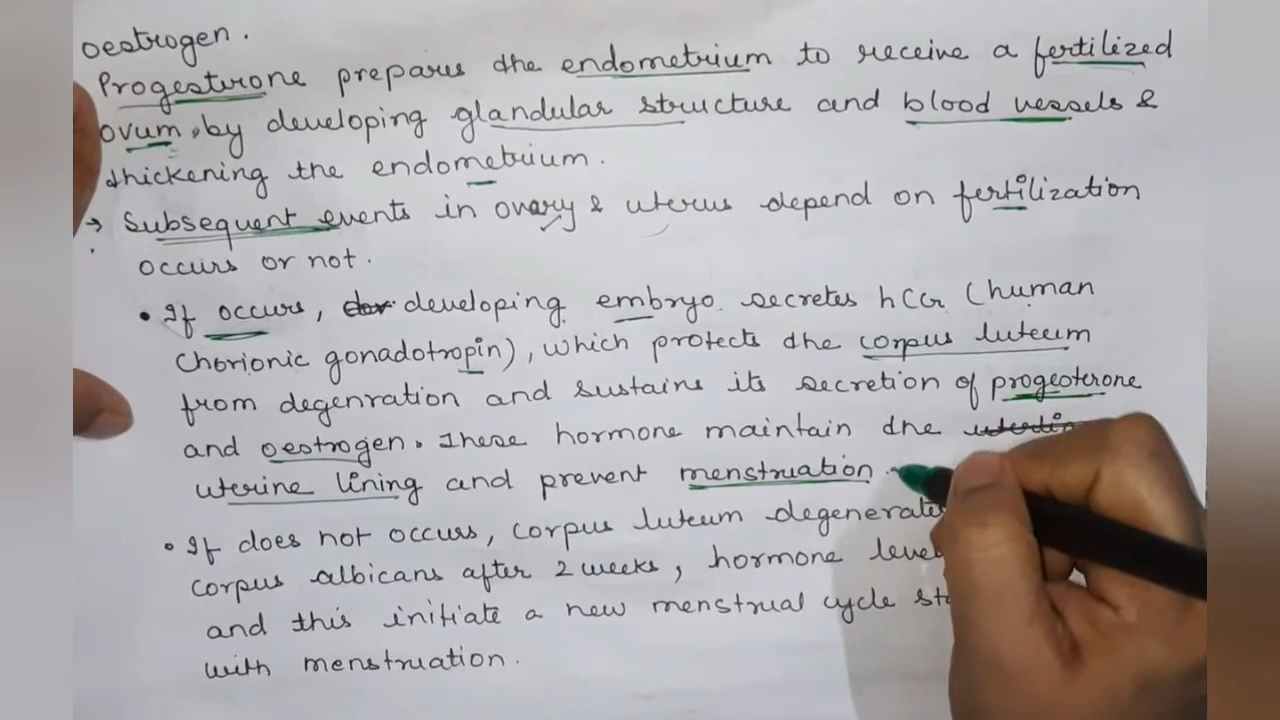 oestrogen.
Progesterone prepares the endometrium to receive a fertilized
ovum, by developing glandular structure and blood vessels &
thickening the endometrium.
→ Subsequent events in ovary & uterus depend on fertilization
occurs or not.
• If occurs, developing embryo secretes hCG (human
Chorionic gonadotropin), which protects the corpus luteum
from degenration and sustains its secretion of progesterone
and oestrogen. These hormone maintain the
uterine lining and prevent menstruation.
• If does not occurs, corpus luteum degenerate
corpus albicans after 2 weeks, hormone level
and this initiate a new menstrual cycle
with menstruation.